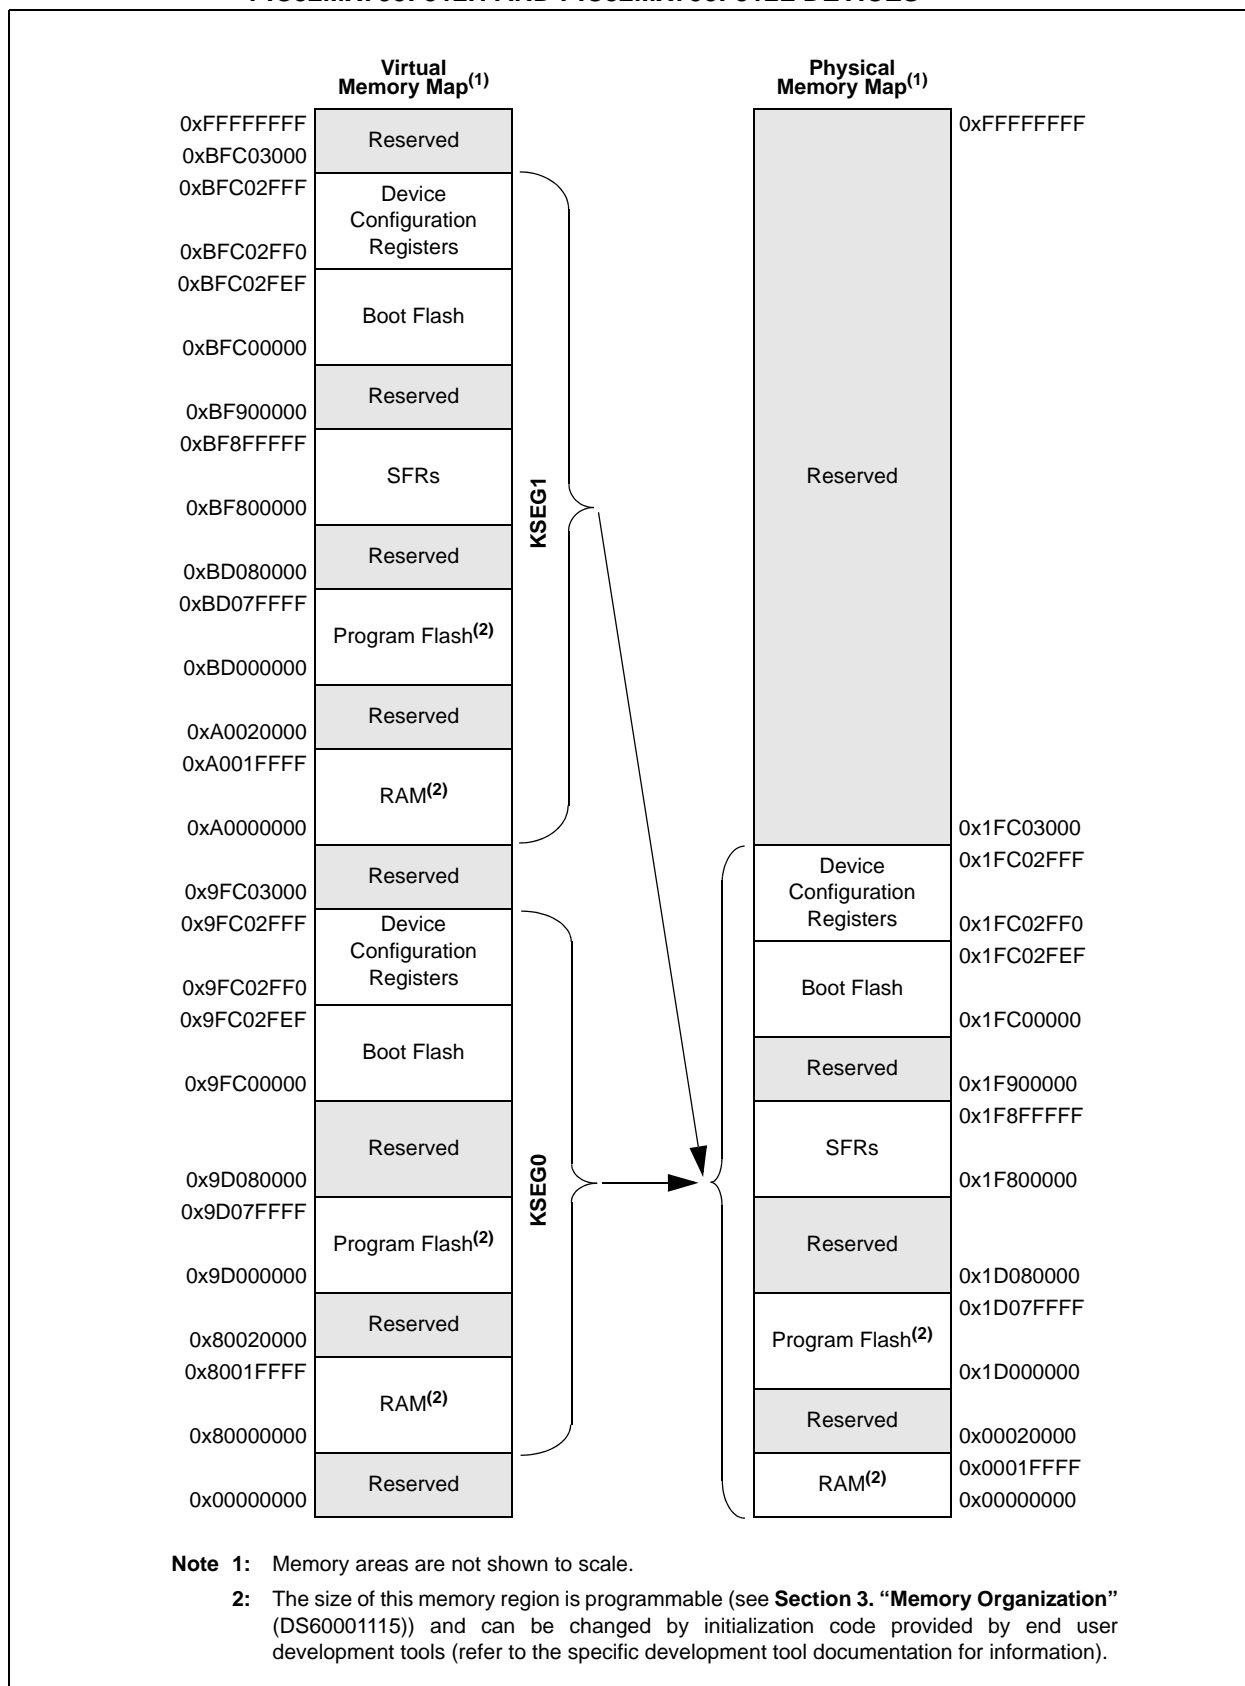 Virtual
Memory Map(1)
Physical
Memory Map(1)
0xFFFFFFFF
Reserved
0xBFC03000
0xBFC02FFF
Device
Configuration
Registers
0xBFC02FF0
0xBFC02FEF
Boot Flash
0xBFC00000
Reserved
0xBF900000
0xBF8FFFFF
SFRs
0xBF800000
Reserved
0xBD080000
0xBD07FFFF
Program Flash(2)
0xBD000000
Reserved
0xA0020000
0xA001FFFF
RAM(2)
0xA0000000
Reserved
0x9FC03000
0x9FC02FFF
Device
Configuration
Registers
0x9FC02FF0
0x9FC02FEF
Boot Flash
0x9FC00000
Reserved
0x9D080000
0x9D07FFFF
Program Flash(2)
0x9D000000
Reserved
0x80020000
0x8001FFFF
RAM(2)
0x80000000
Reserved
0x00000000
KSEG1
KSEG0
0xFFFFFFFF
Reserved
0x1FC03000
0x1FC02FFF
Device
Configuration
Registers
0x1FC02FF0
0x1FC02FEF
Boot Flash
0x1FC00000
Reserved
0x1F900000
0x1F8FFFFF
SFRs
0x1F800000
Reserved
0x1D080000
0x1D07FFFF
Program Flash(2)
0x1D000000
Reserved
0x00020000
0x0001FFFF
RAM(2)
0x00000000
Note 1: Memory areas are not shown to scale.
2: The size of this memory region is programmable (see Section 3. “Memory Organization”
(DS60001115)) and can be changed by initialization code provided by end user
development tools (refer to the specific development tool documentation for information).